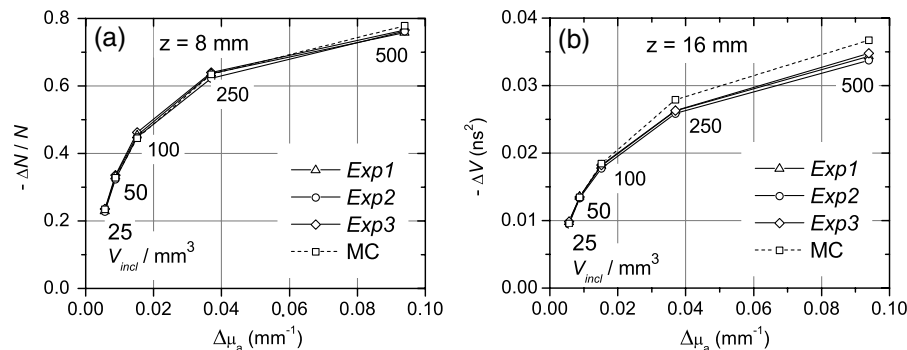 (a)
z = 8 mm
- ΔN / N
0.8
0.6
0.4
0.2
0.0
25
50
100
250
500
V_incl / mm³
Exp1
Exp2
Exp3
MC
0.00 0.02 0.04 0.06 0.08 0.10
Δμₐ (mm⁻¹)
(b)
z = 16 mm
- ΔV (ns²)
0.04
0.03
0.02
0.01
0.00
25
50
100
250
500
V_incl / mm³
Exp1
Exp2
Exp3
MC
0.00 0.02 0.04 0.06 0.08 0.10
Δμₐ (mm⁻¹)